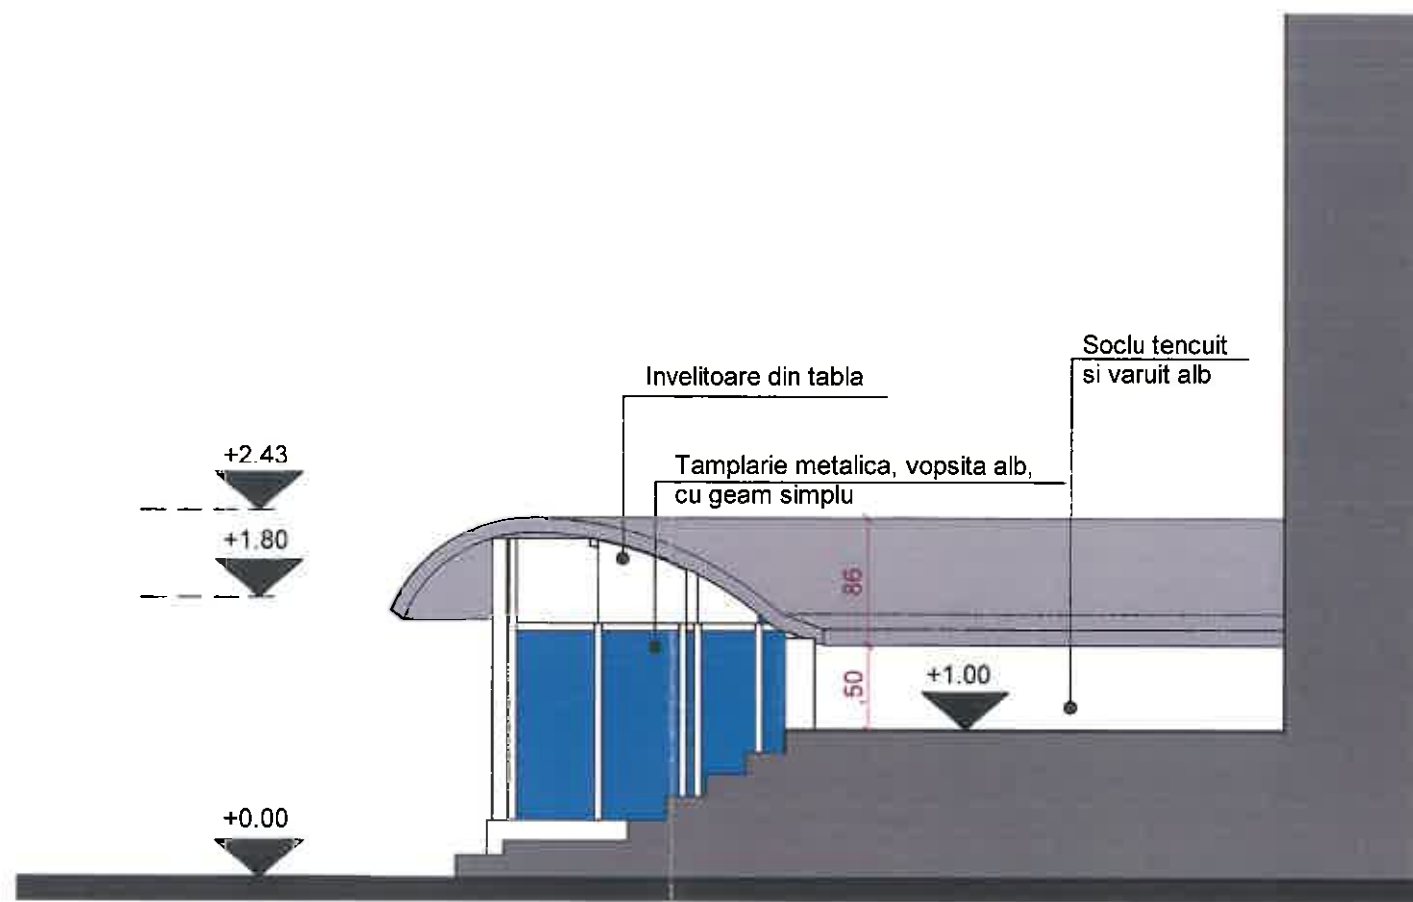 Soclu tencuit
si varuit alb
Invelitoare din tabla
Tamplarie metalica, vopsita alb,
cu geam simplu
+2.43
+1.80
86
+1.00
,50
+0.00